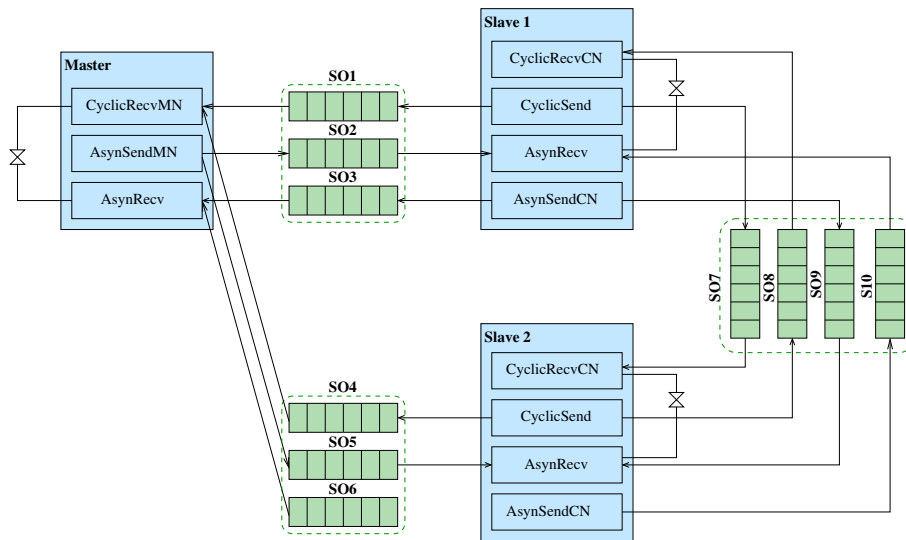 Master
CyclicRecvMN
AsynSendMN
AsynRecv
SO1
SO2
SO3
Slave 1
CyclicRecvCN
CyclicSend
AsynRecv
AsynSendCN
SO7
SO8
SO9
S10
SO4
SO5
SO6
Slave 2
CyclicRecvCN
CyclicSend
AsynRecv
AsynSendCN